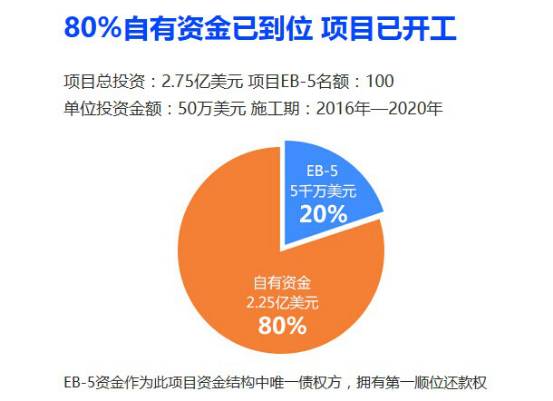 80%自有资金已到位 项目已开工
项目总投资：2.75亿美元 项目EB-5名额：100
单位投资金额：50万美元 施工期：2016年—2020年
EB-5
5千万美元
20%
自有资金
2.25亿美元
80%
EB-5资金作为此项目资金结构中唯一债权方，拥有第一顺位还款权